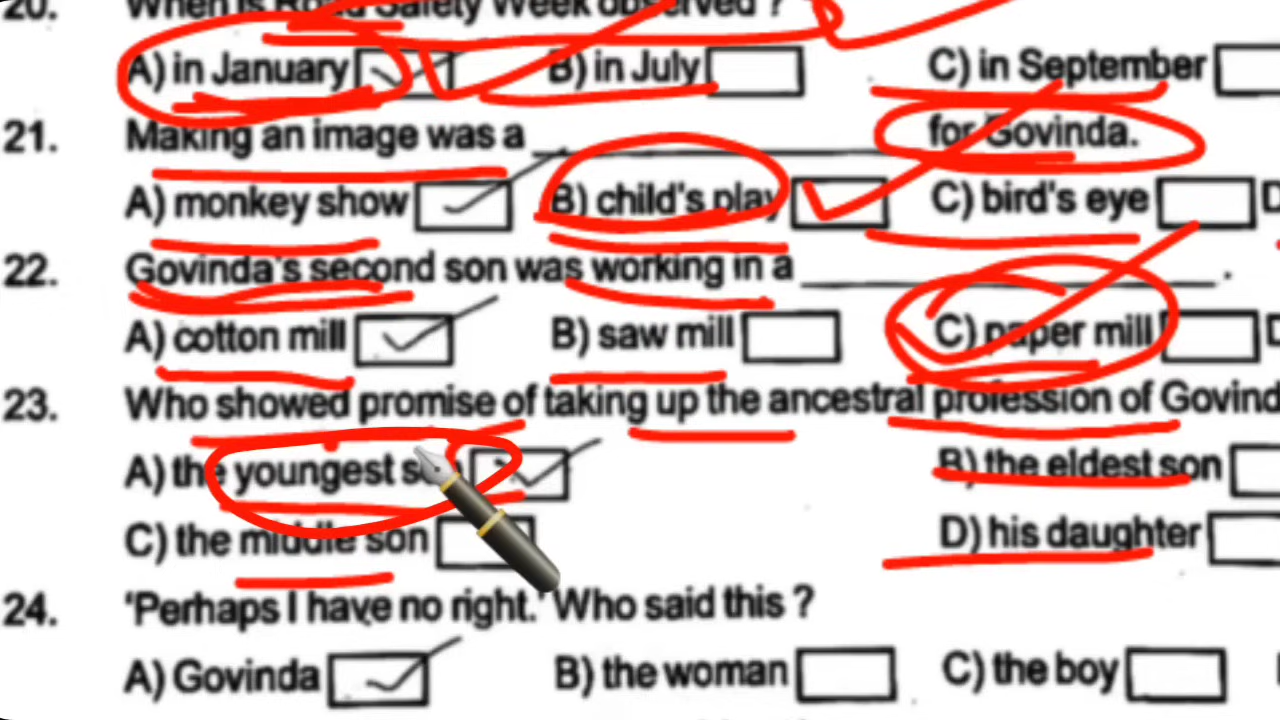 20. When is Road Safety Week observed ?
A) in January B) in July C) in September
21. Making an image was a ____________ for Govinda.
A) monkey show B) child's play C) bird's eye D
22. Govinda's second son was working in a ____________ .
A) cotton mill B) saw mill C) paper mill D
23. Who showed promise of taking up the ancestral profession of Govind
A) the youngest son B) the eldest son
C) the middle son D) his daughter
24. 'Perhaps I have no right.' Who said this ?
A) Govinda B) the woman C) the boy